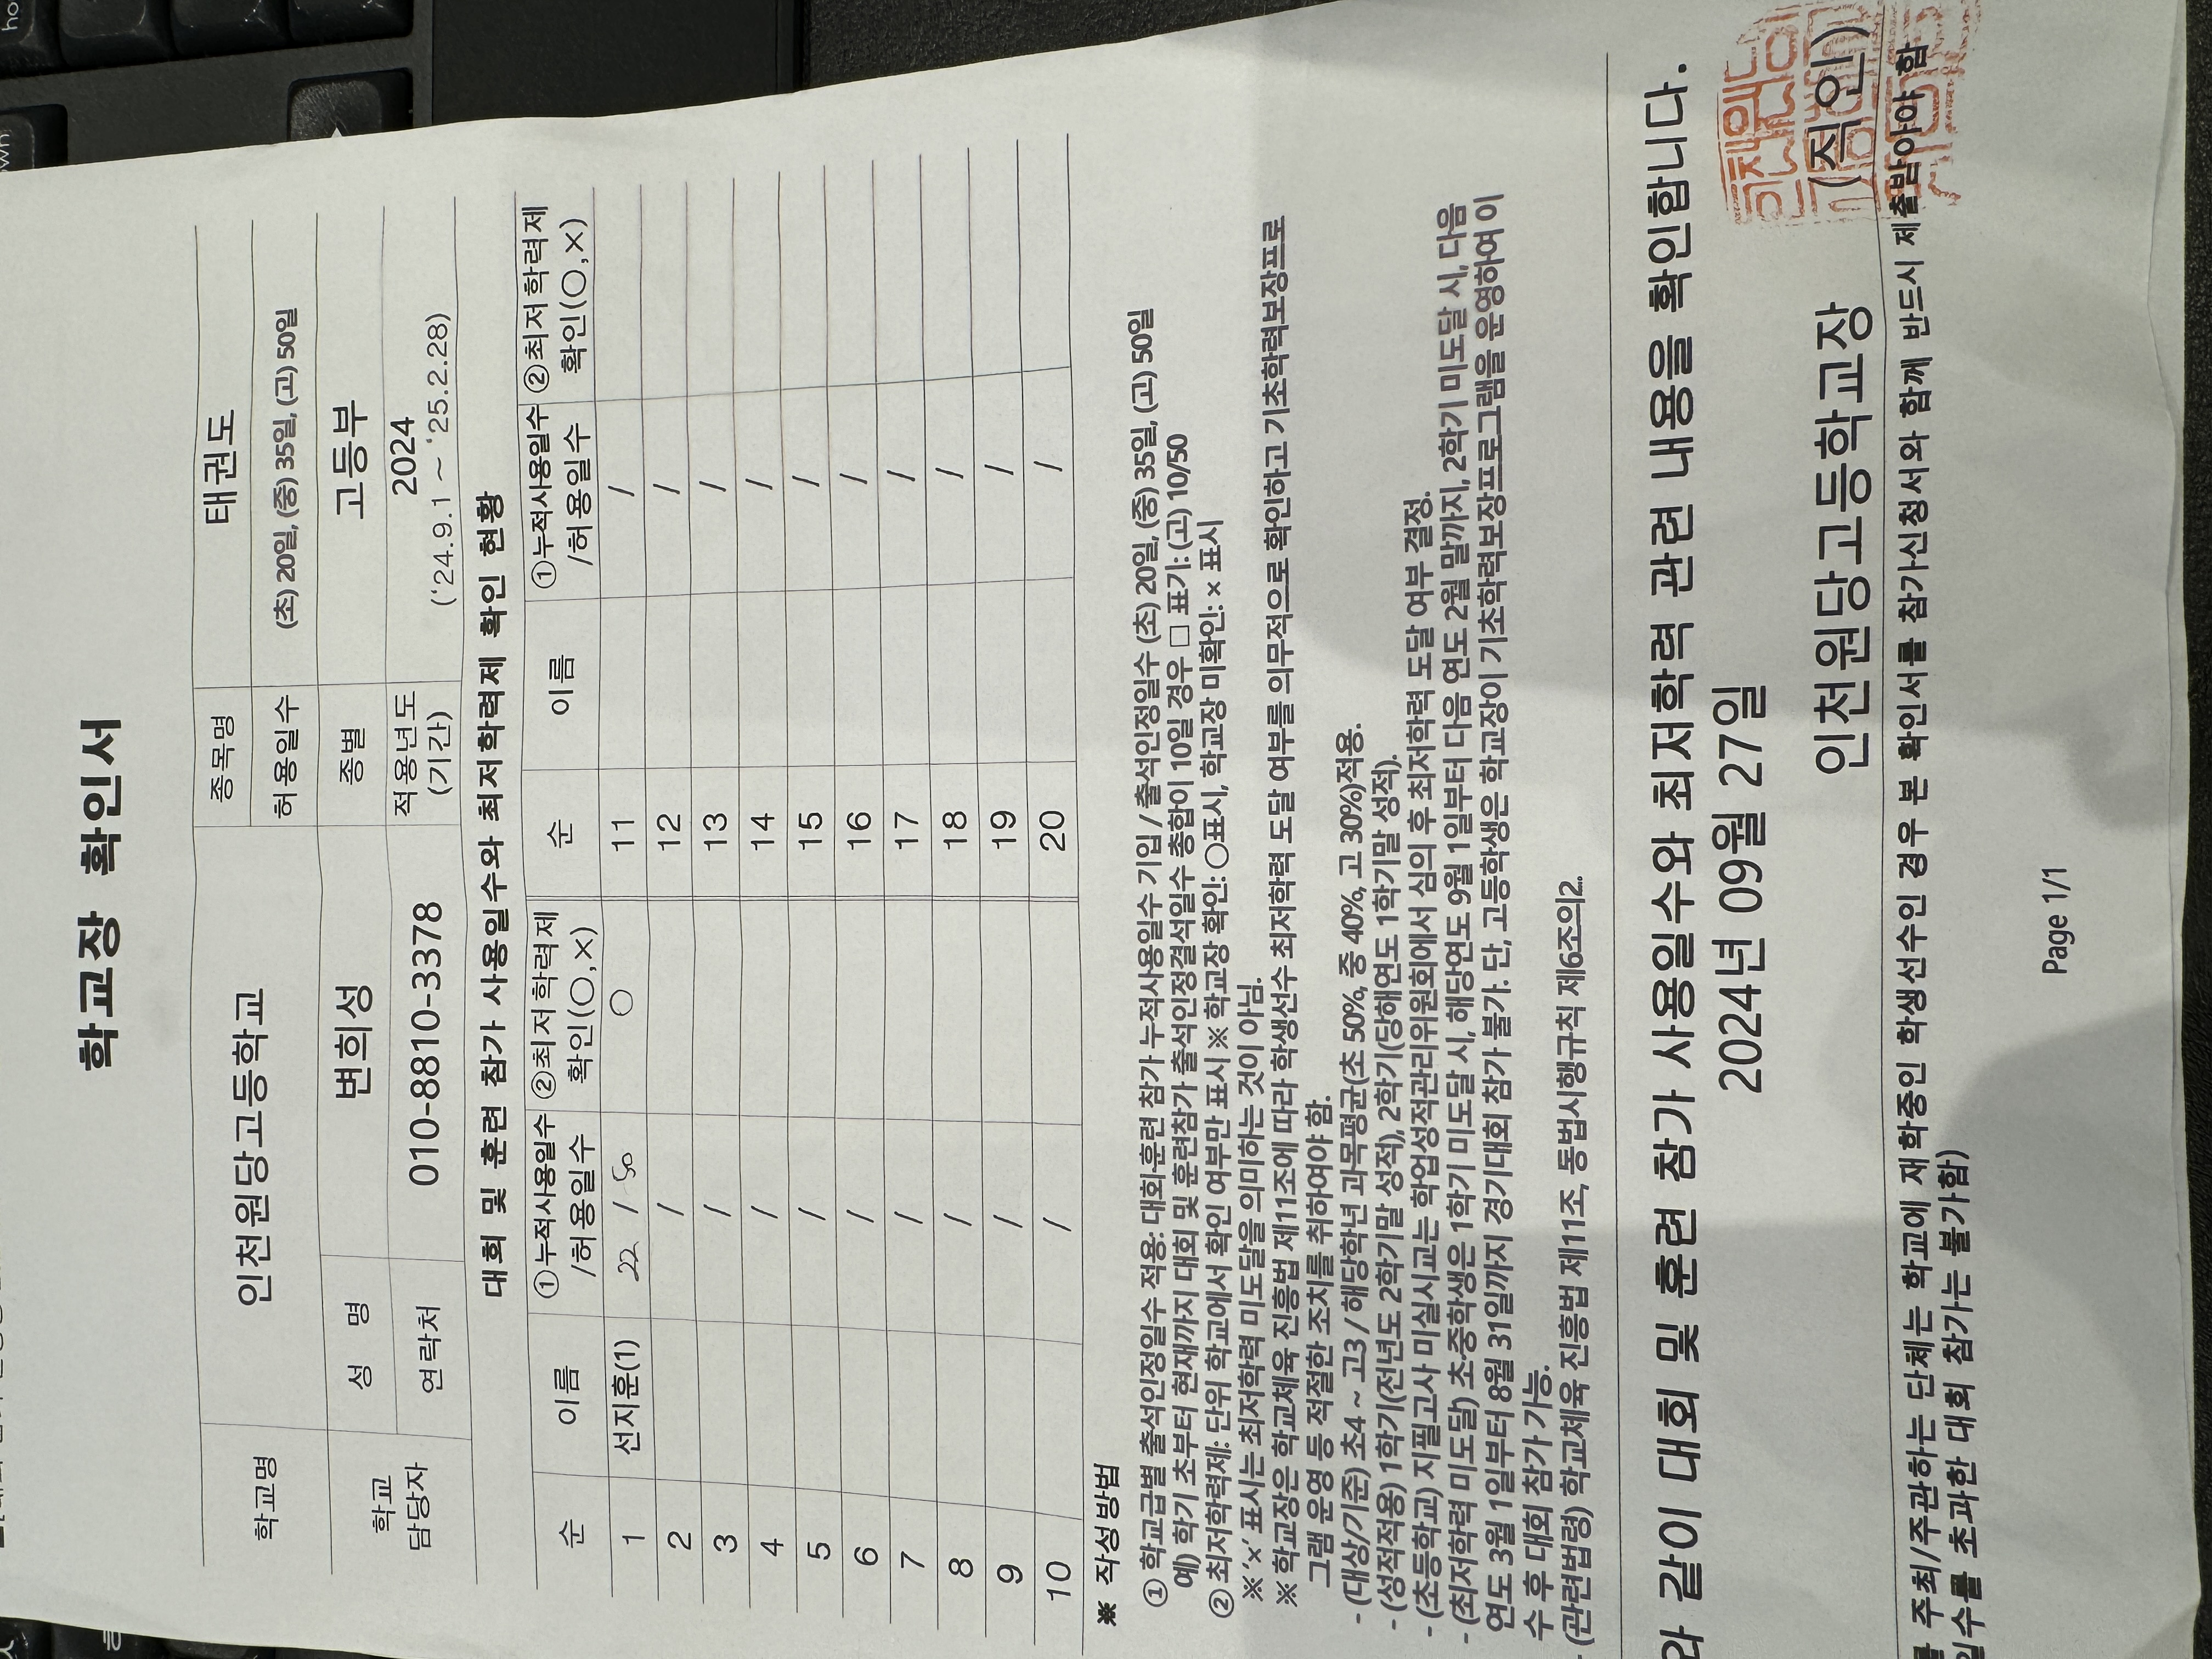 학교장 확인서
학교명 인천원당고등학교 종목명 태권도
허용일수 (초) 20일, (중) 35일, (고) 50일
학교 담당자 성 명 변희성 종별 고등부
연락처 010-8810-3378 적용년도 (기간) 2024 ('24.9.1 ~ '25.2.28)
대회 및 훈련 참가 사용일수와 최저학력제 확인 현황
순 이름 ①누적사용일수 /허용일수 ②최저학력제 확인(○,×) 순 이름 ①누적사용일수 /허용일수 ②최저학력제 확인(○,×)
1 선지훈(1) 22 / 50 ○ 11 /
2 / 12 /
3 / 13 /
4 / 14 /
5 / 15 /
6 / 16 /
7 / 17 /
8 / 18 /
9 / 19 /
10 / 20 /
※ 작성방법
① 학교급별 출석인정일수 적용: 대회·훈련 참가 누적사용일수 기입 / 출석인정일수 (초) 20일, (중) 35일, (고) 50일
예) 학기 초부터 현재까지 대회 및 훈련참가 출석인정결석일수 총합이 10일 경우 □ 표기: (고) 10/50
② 최저학력제: 단위 학교에서 확인 여부만 표시 ※ 학교장 확인: ○표시, 학교장 미확인: × 표시
※ '×' 표시는 최저학력 미도달을 의미하는 것이 아님.
※ 학교장은 학교체육 진흥법 제11조에 따라 학생선수 최저학력 도달 여부를 의무적으로 확인하고 기초학력보장프로
그램 운영 등 적절한 조치를 취하여야 함.
- (대상/기준) 초4 ~ 고3 / 해당학년 과목평균(초 50%, 중 40%, 고 30%)적용.
- (성적적용) 1학기(전년도 2학기말 성적), 2학기(당해연도 1학기말 성적).
- (초등학교) 지필고사 미실시교는 학업성적관리위원회에서 심의 후 최저학력 도달 여부 결정.
- (최저학력 미도달) 초·중학생은 1학기 미도달 시, 해당연도 9월 1일부터 다음 연도 2월 말까지, 2학기 미도달 시, 다음
연도 3월 1일부터 8월 31일까지 경기대회 참가 불가. 단, 고등학생은 학교장이 기초학력보장프로그램을 운영하여 이
수 후 대회 참가 가능.
- (관련법령) 학교체육 진흥법 제11조, 동법시행규칙 제6조의2.
와 같이 대회 및 훈련 참가 사용일수와 최저학력 관련 내용을 확인합니다.
2024년 09월 27일
인천원당고등학교장 (직인)
를 주최/주관하는 단체는 학교에 재학중인 학생선수인 경우 본 확인서를 참가신청서와 함께 반드시 제출받아야 함
일수를 초과한 대회 참가는 불가함)
Page 1/1